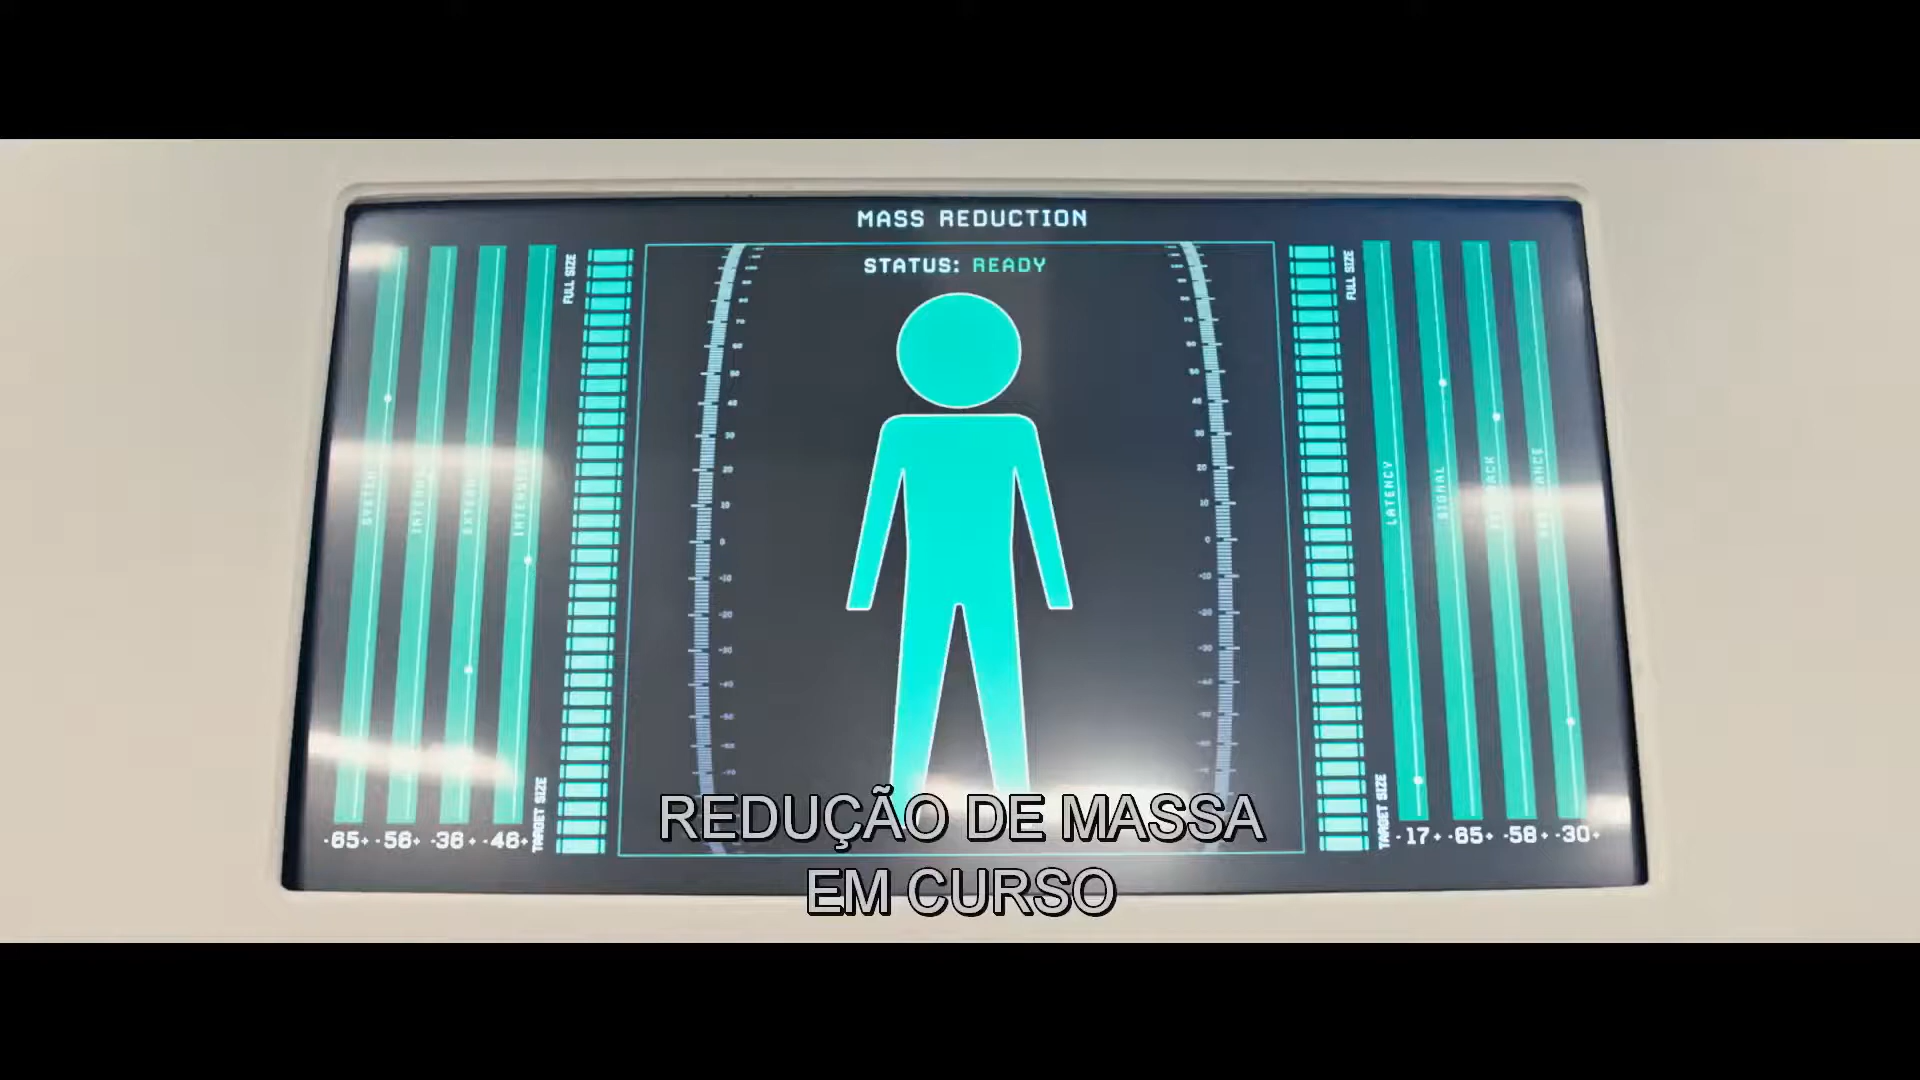 MASS REDUCTION
STATUS: READY
FULL SIZE
FULL SIZE
LATENCY
SIGNAL
TARGET SIZE
TARGET SIZE
-65+ -56+ -36+ -46+
-17+ -65+ -58+ -30+
REDUÇÃO DE MASSA
EM CURSO